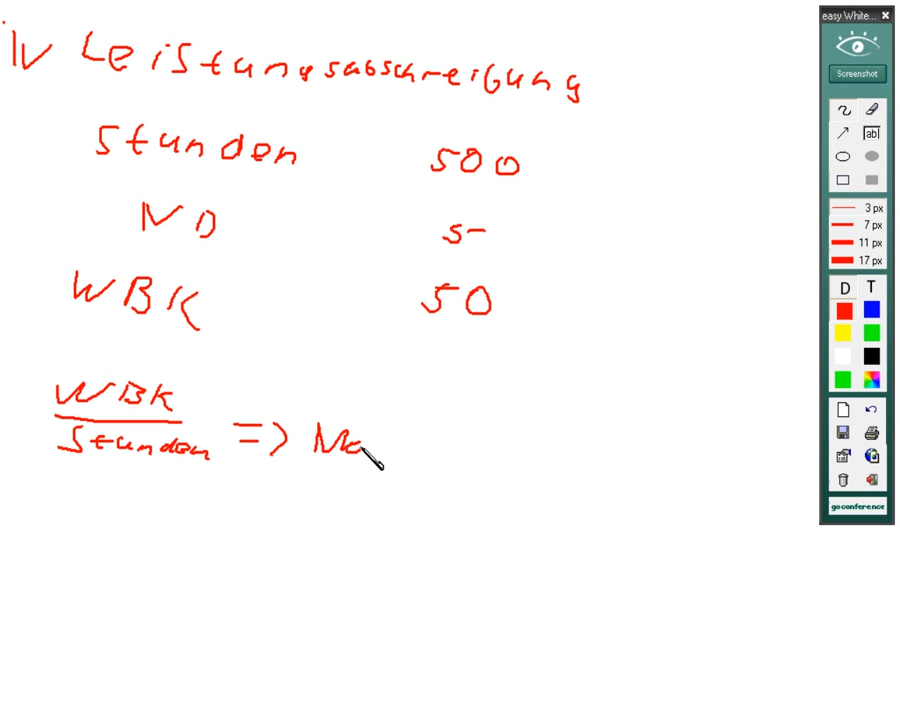 IV Leistungsabschreibung
Stunden 500
ND 5-
WBK 50
WBK
Stunden => Ma
easy White...
Screenshot
ab|
3 px
7 px
11 px
17 px
D T
goconference